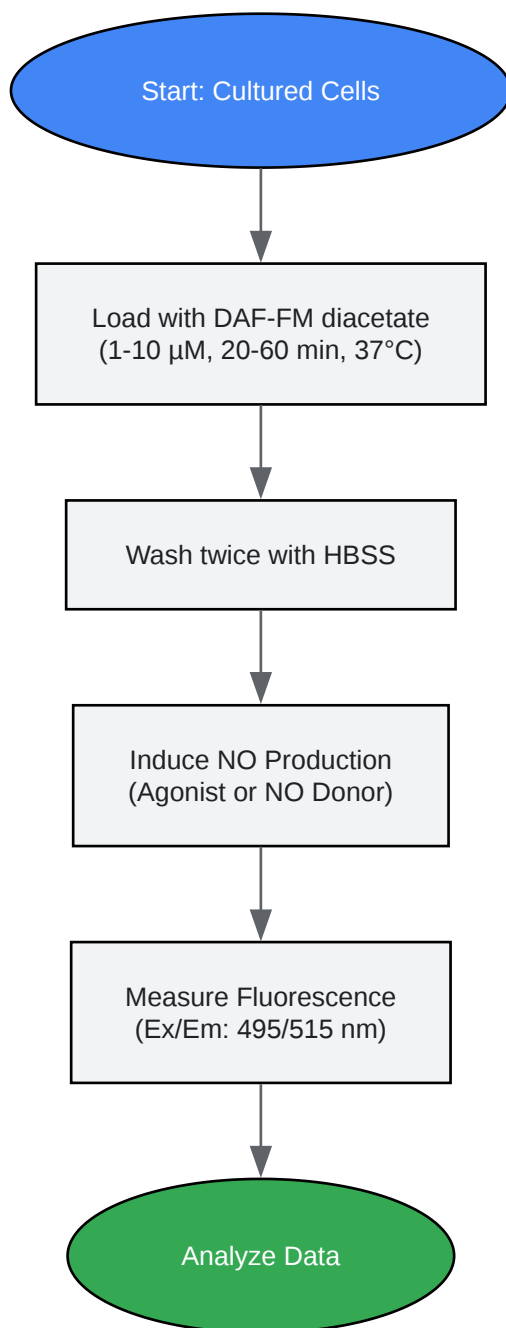 Start: Cultured Cells
Load with DAF-FM diacetate
(1-10 µM, 20-60 min, 37°C)
Wash twice with HBSS
Induce NO Production
(Agonist or NO Donor)
Measure Fluorescence
(Ex/Em: 495/515 nm)
Analyze Data